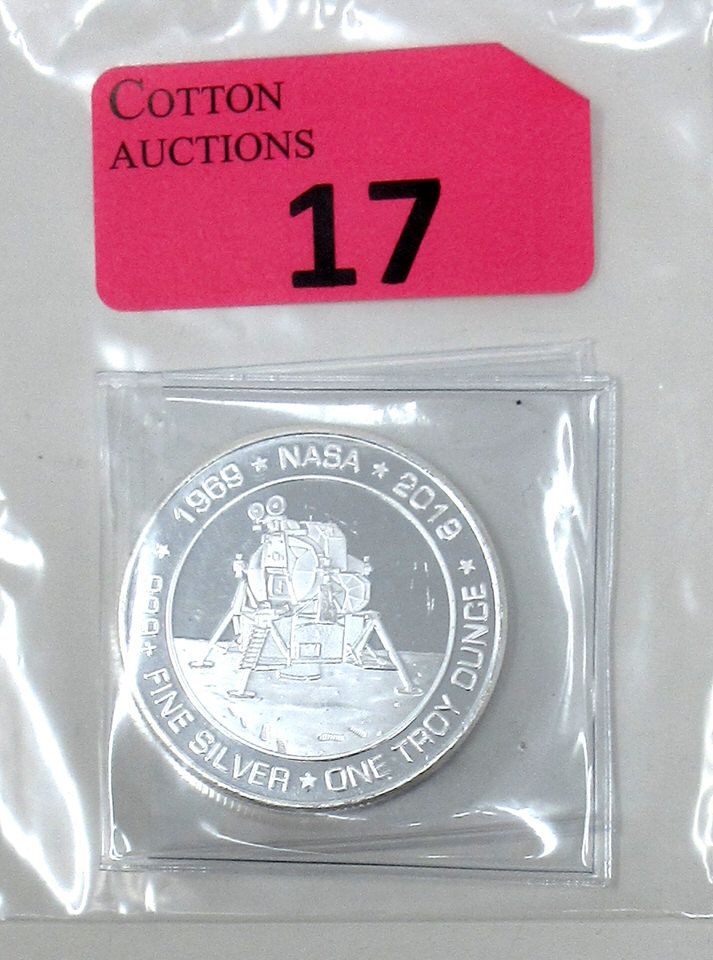 COTTON
AUCTIONS
17
1969 ★ NASA ★ 2019 ★
.999+ FINE SILVER ★ ONE TROY OUNCE